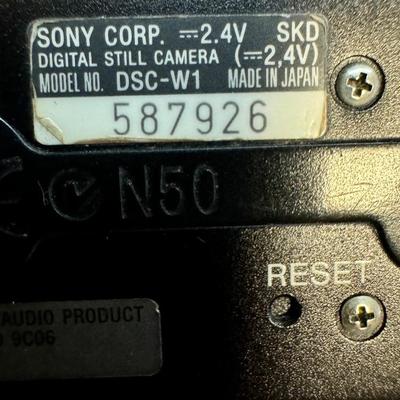 SONY CORP. ⎓2.4V SKD
DIGITAL STILL CAMERA (⎓2,4V)
MODEL NO. DSC-W1 MADE IN JAPAN
587926
N50
RESET
AUDIO PRODUCT
9C06